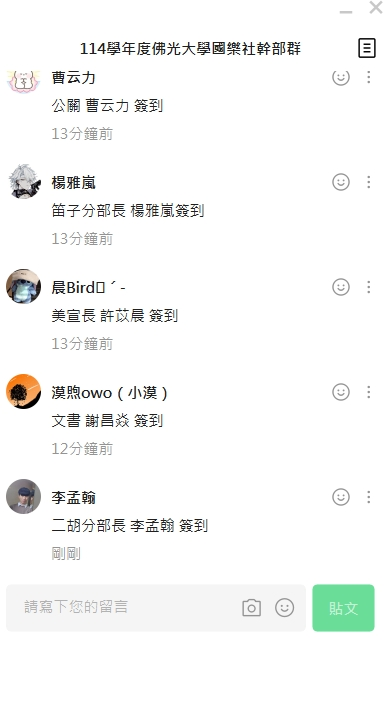 114學年度佛光大學國樂社幹部群
曹云力
公關 曹云力 簽到
13分鐘前
楊雅嵐
笛子分部長 楊雅嵐簽到
13分鐘前
晨Bird ˊ -
美宣長 許苡晨 簽到
13分鐘前
漠煦owo（小漠）
文書 謝昌焱 簽到
12分鐘前
李孟翰
二胡分部長 李孟翰 簽到
剛剛
請寫下您的留言
貼文